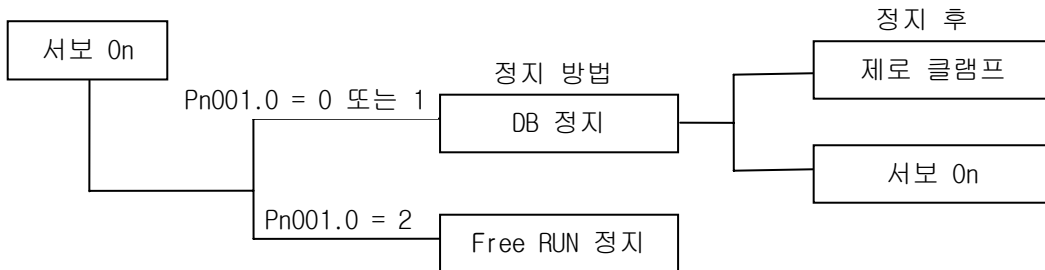 서보 On
정지 후
제로 클램프
정지 방법
Pn001.0 = 0 또는 1
DB 정지
서보 On
Pn001.0 = 2
Free RUN 정지